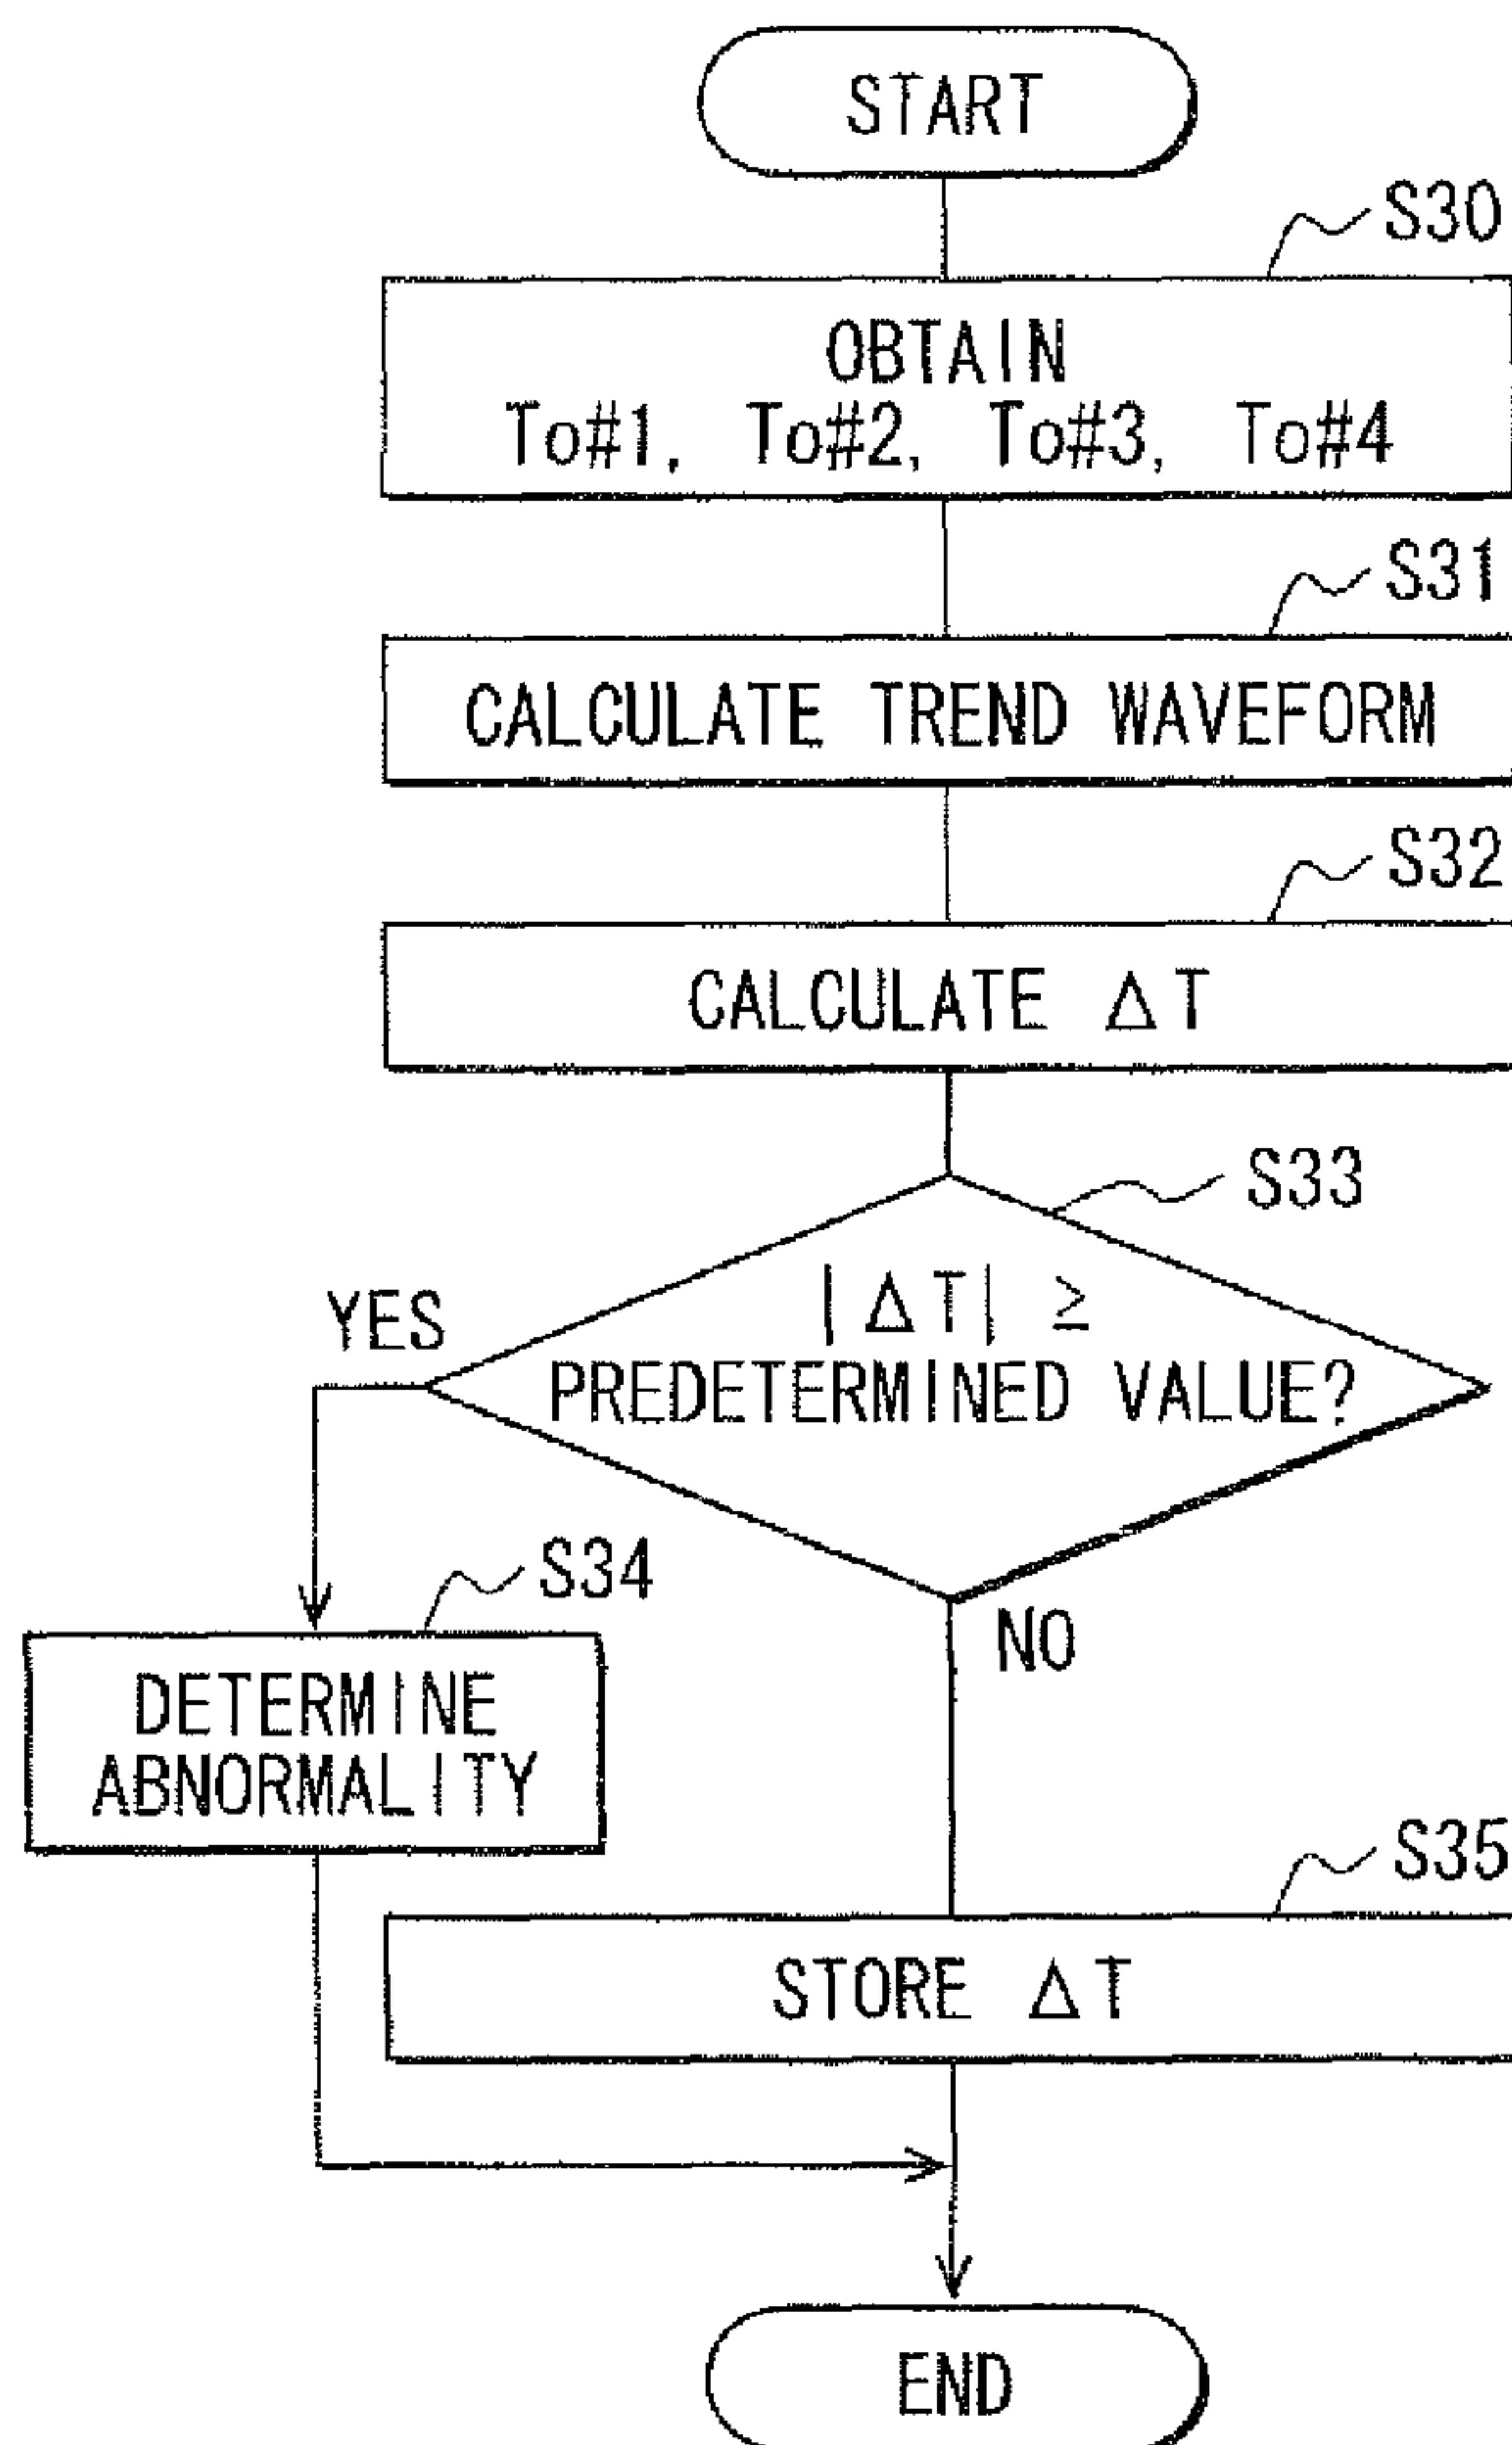 START
S30
OBTAIN
To#1, To#2, To#3, To#4
S31
CALCULATE TREND WAVEFORM
S32
CALCULATE ΔT
S33
|ΔT| ≥
PREDETERMINED VALUE?
YES
NO
S34
DETERMINE
ABNORMALITY
S35
STORE ΔT
END